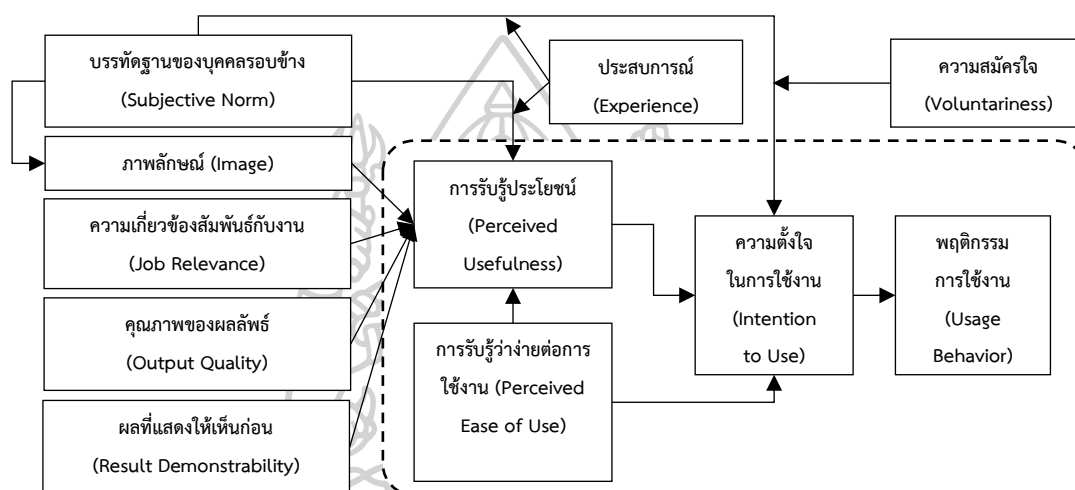 บรรทัดฐานของบุคคลรอบข้าง
(Subjective Norm)
ประสบการณ์
(Experience)
ความสมัครใจ
(Voluntariness)
ภาพลักษณ์ (Image)
ความเกี่ยวข้องสัมพันธ์กับงาน
(Job Relevance)
คุณภาพของผลลัพธ์
(Output Quality)
ผลที่แสดงให้เห็นก่อน
(Result Demonstrability)
การรับรู้ประโยชน์
(Perceived
Usefulness)
การรับรู้ว่าง่ายต่อการ
ใช้งาน (Perceived
Ease of Use)
ความตั้งใจ
ในการใช้งาน
(Intention
to Use)
พฤติกรรม
การใช้งาน
(Usage
Behavior)